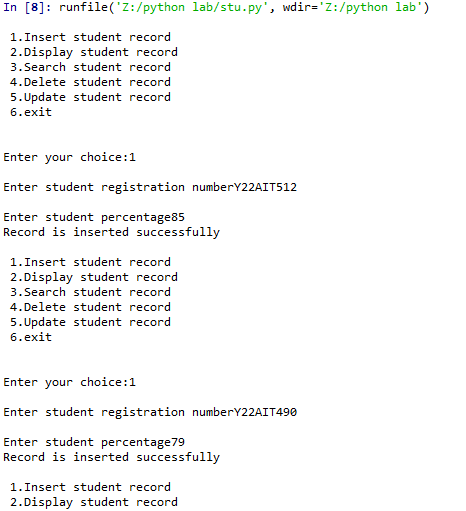 In [8]: runfile('Z:/python lab/stu.py', wdir='Z:/python lab')
1.Insert student record
2.Display student record
3.Search student record
4.Delete student record
5.Update student record
6.exit
Enter your choice:1
Enter student registration numberY22AIT512
Enter student percentage85
Record is inserted successfully
1.Insert student record
2.Display student record
3.Search student record
4.Delete student record
5.Update student record
6.exit
Enter your choice:1
Enter student registration numberY22AIT490
Enter student percentage79
Record is inserted successfully
1.Insert student record
2.Display student record